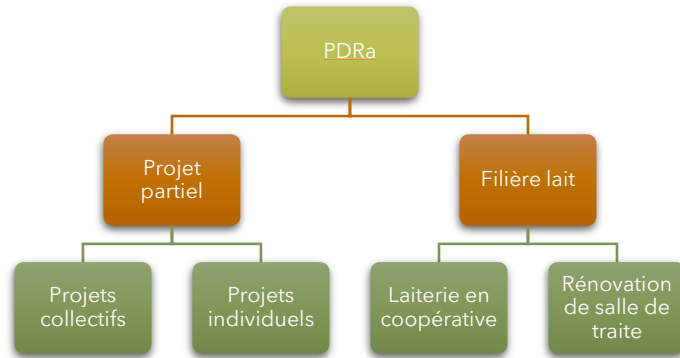 PDRa
Projet
partiel
Filière lait
Projets
collectifs
Projets
individuels
Laiterie en
coopérative
Rénovation
de salle de
traite